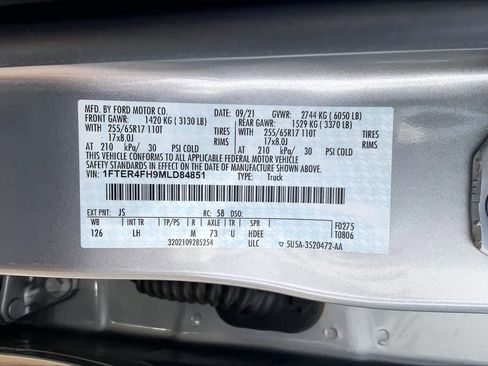 MFD. BY FORD MOTOR CO. 09/21 GVWR: 2744 KG ( 6050 LB)
FRONT GAWR: 1420 KG ( 3130 LB) REAR GAWR: 1529 KG ( 3370 LB)
WITH 255/65R17 110T TIRES WITH 255/65R17 110T TIRES
17x8.0J RIMS 17x8.0J RIMS
AT 210 kPa/ 30 PSI COLD AT 210 kPa/ 30 PSI COLD
THIS VEHICLE CONFORMS TO ALL APPLICABLE FEDERAL MOTOR VEHICLE
SAFETY STANDARDS IN EFFECT ON THE DATE OF MANUFACTURE SHOWN ABOVE.
VIN: 1FTER4FH9MLD84851 TYPE: Truck
EXT PNT: JS RC: 58 DSO:
WB INT TR TP/PS R AXLE TR SPR F0275
126 LH M 73 U HDEE T0806
3202109285254 ULC 5U5A-3520472-AA